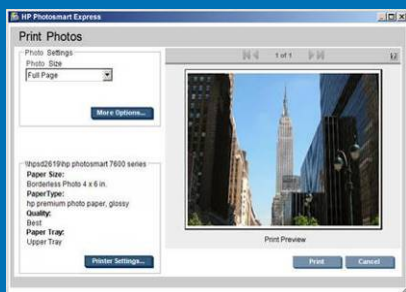 HP Photosmart Express
Print Photos
Photo Settings
Photo Size
Full Page
More Options...
1 of 1
\\hpsd2619\hp photosmart 7600 series
Paper Size:
Borderless Photo 4 x 6 in.
PaperType:
hp premium photo paper, glossy
Quality:
Best
Paper Tray:
Upper Tray
Printer Settings...
Print Preview
Print
Cancel